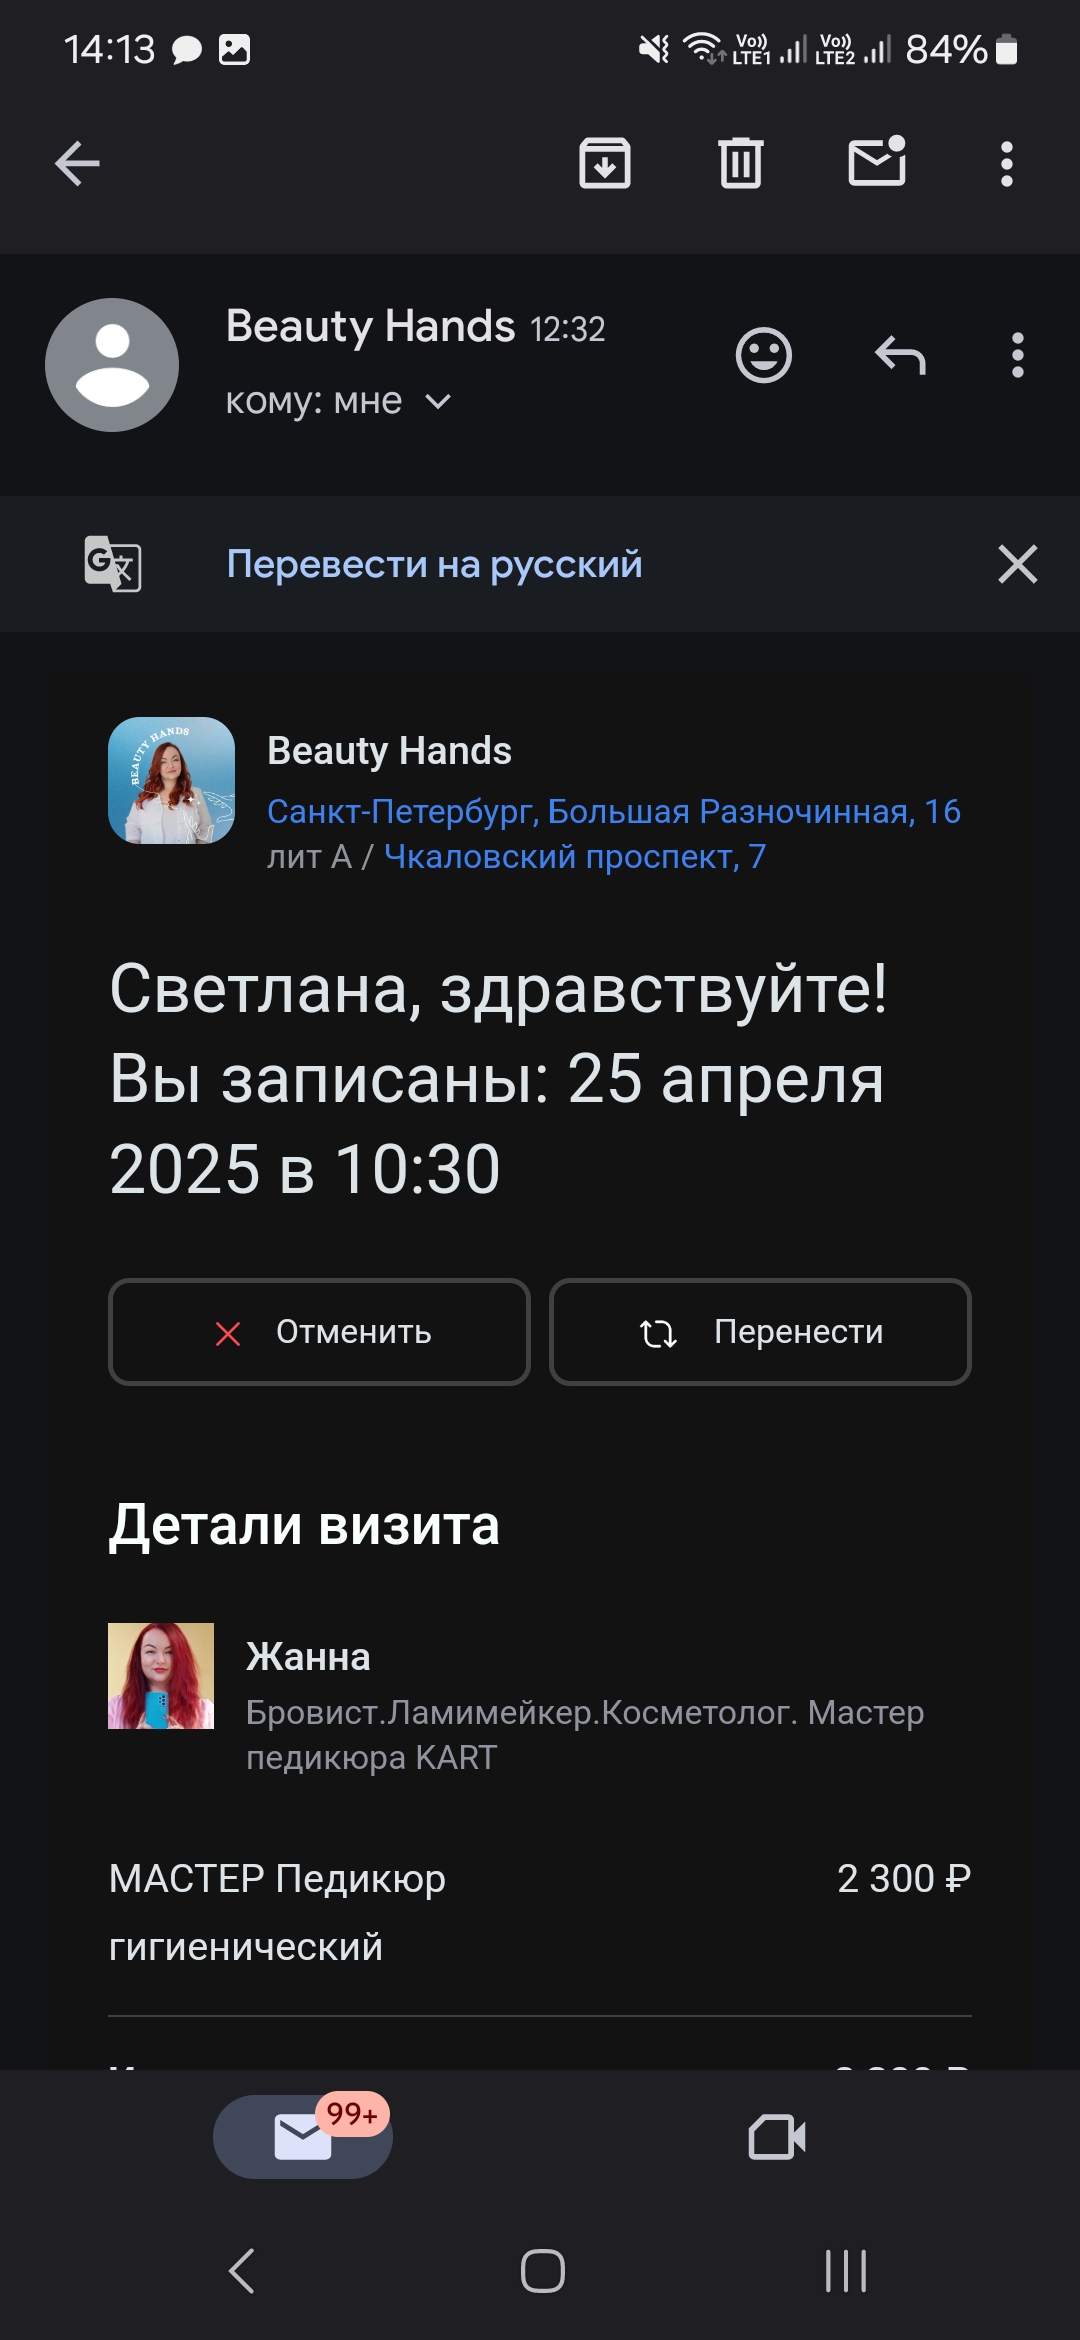 14:13
Vo)) LTE1 Vo)) LTE2 84%
Beauty Hands 12:32
кому: мне
Перевести на русский
BEAUTY HANDS
Beauty Hands
Санкт-Петербург, Большая Разночинная, 16
лит А / Чкаловский проспект, 7
Светлана, здравствуйте!
Вы записаны: 25 апреля
2025 в 10:30
Отменить Перенести
Детали визита
Жанна
Бровист.Ламимейкер.Косметолог. Мастер
педикюра KART
МАСТЕР Педикюр 2 300 ₽
гигиенический
99+